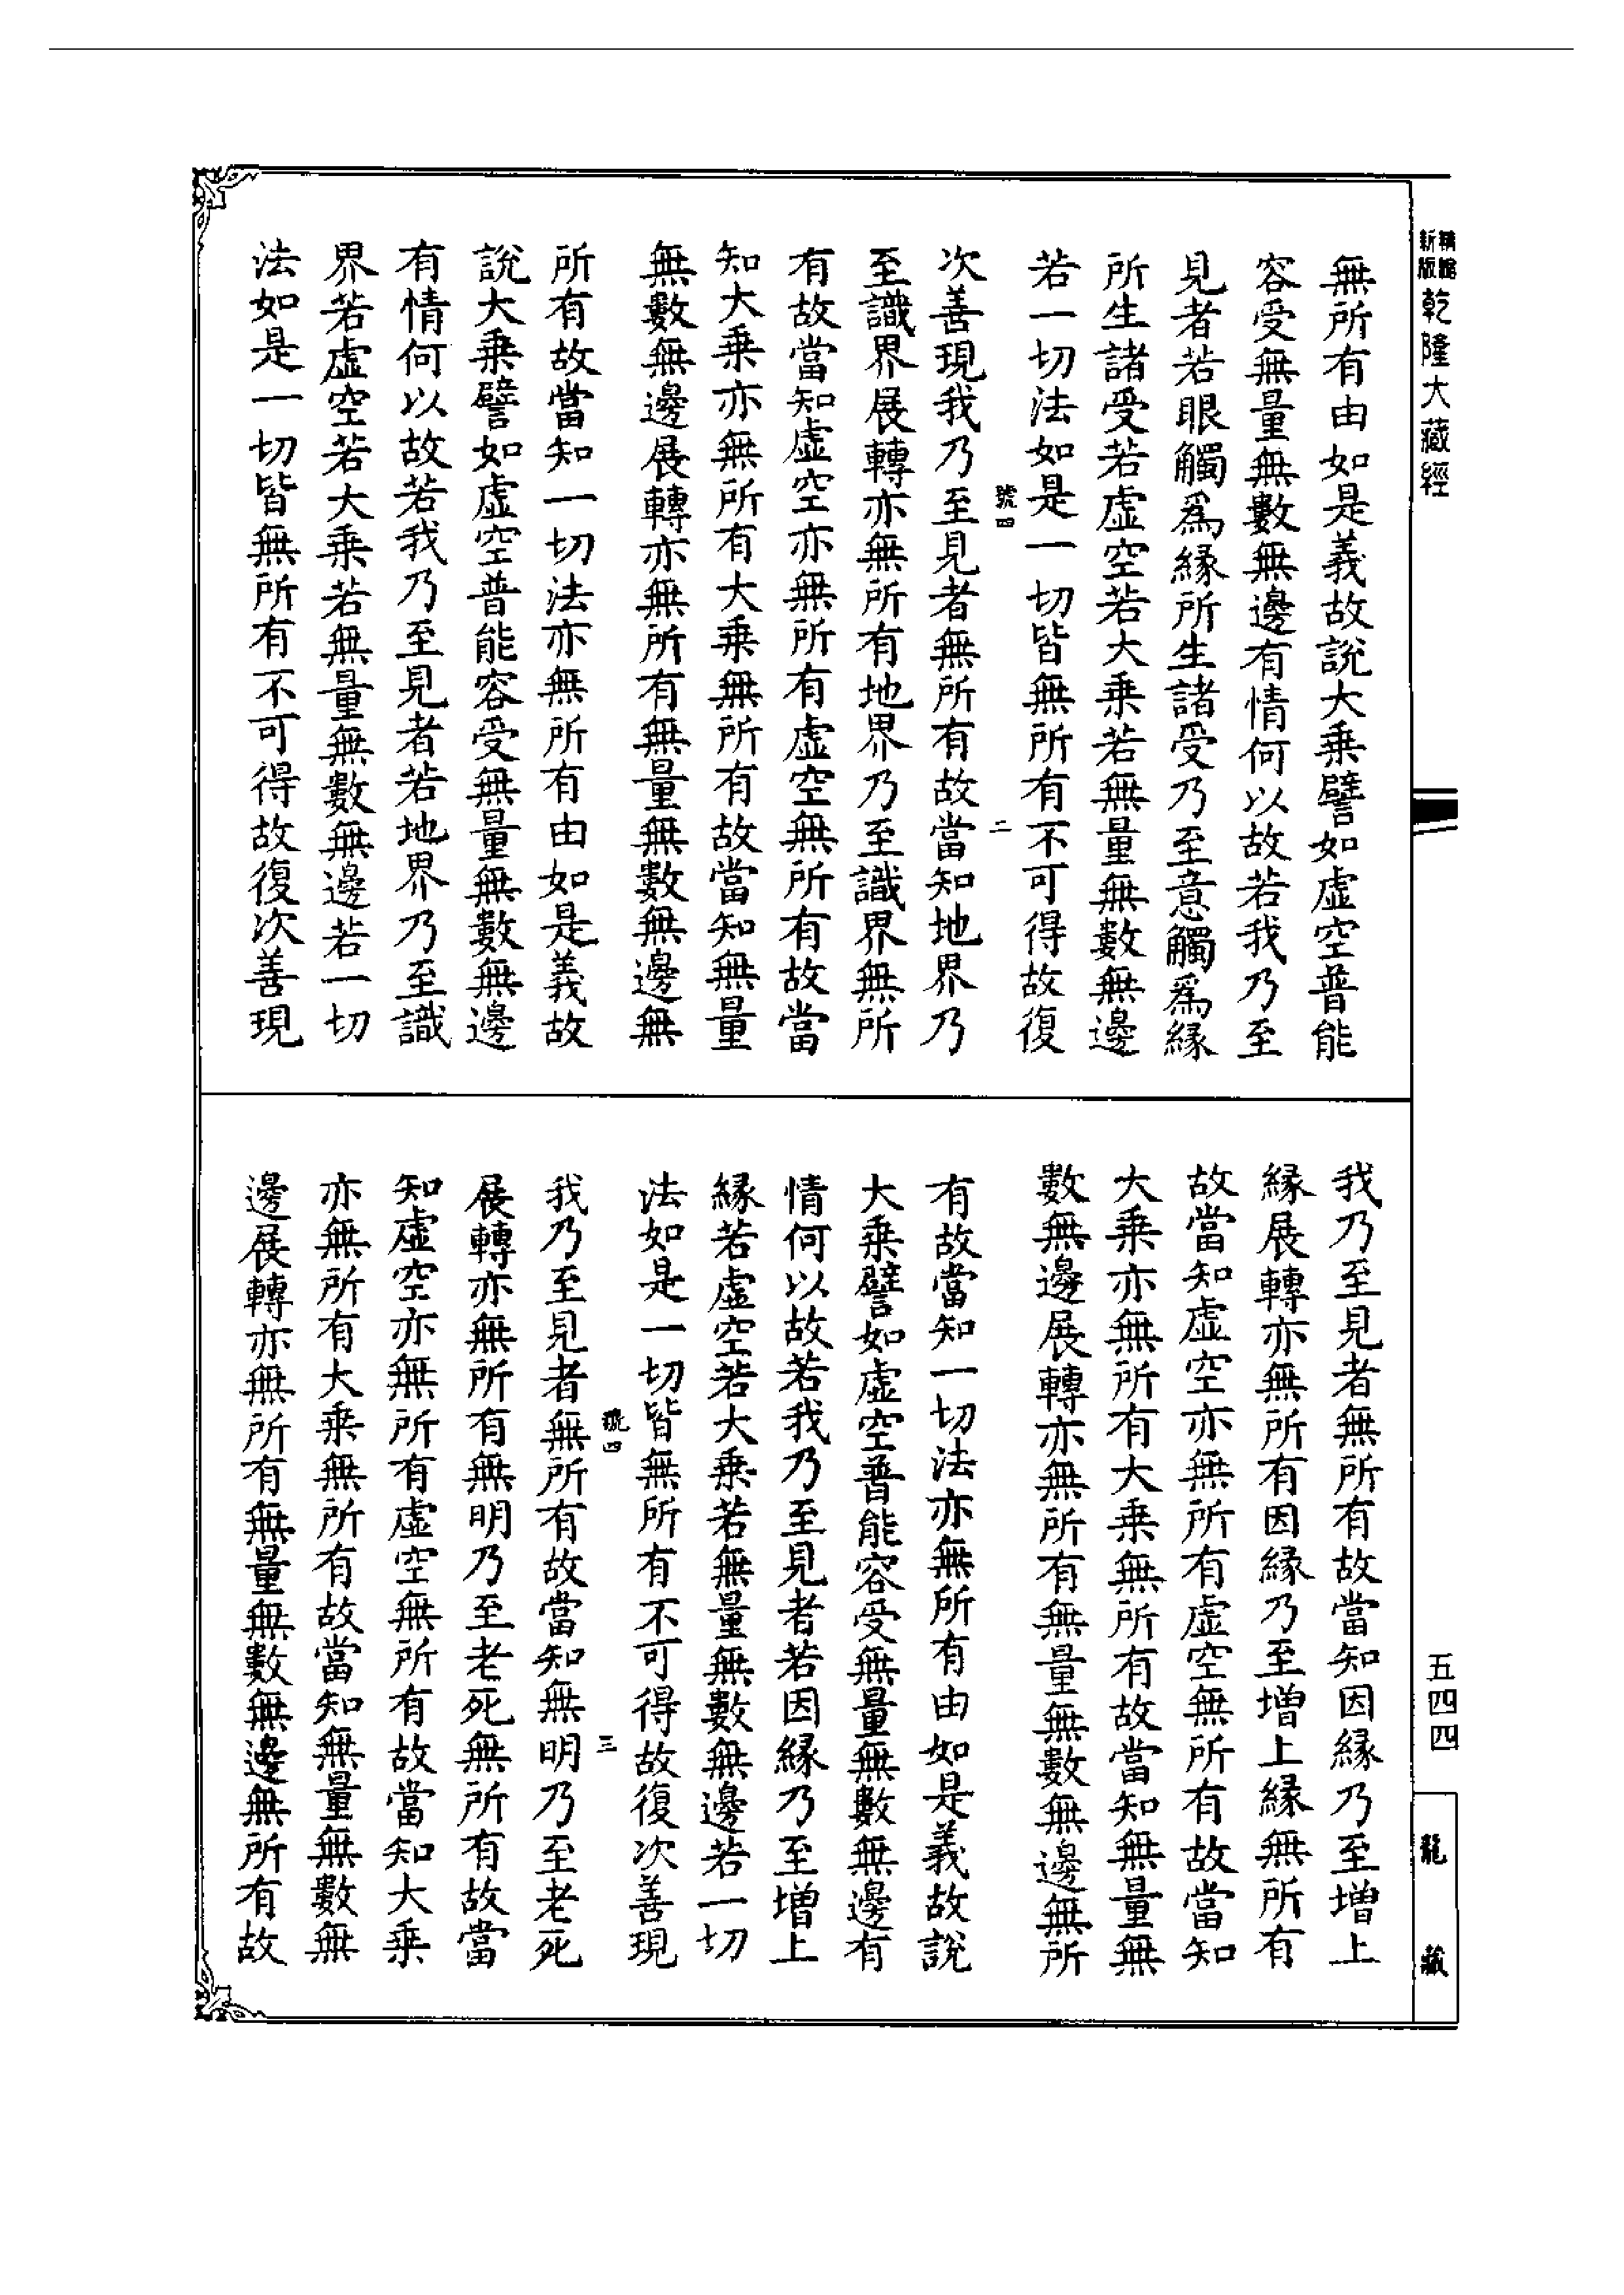 新版精縮
乾隆大藏經
無所有由如是義故說大乘譬如虛空普能
容受無量無數無邊有情何以故若我乃至
見者若眼觸爲緣所生諸受乃至意觸爲緣
所生諸受若虛空若大乘若無量無數無邊
若一切法如是一切皆無所有不可得故復
號四
二
次善現我乃至見者無所有故當知地界乃
至識界展轉亦無所有地界乃至識界無所
有故當知虛空亦無所有虛空無所有故當
知大乘亦無所有大乘無所有故當知無量
無數無邊展轉亦無所有無量無數無邊無
所有故當知一切法亦無所有由如是義故
說大乘譬如虛空普能容受無量無數無邊
有情何以故若我乃至見者若地界乃至識
界若虛空若大乘若無量無數無邊若一切
法如是一切皆無所有不可得故復次善現
我乃至見者無所有故當知因緣乃至增上
緣展轉亦無所有因緣乃至增上緣無所有
故當知虛空亦無所有虛空無所有故當知
大乘亦無所有大乘無所有故當知無量無
數無邊展轉亦無所有無量無數無邊無所
有故當知一切法亦無所有由如是義故說
大乘譬如虛空普能容受無量無數無邊有
情何以故若我乃至見者若因緣乃至增上
緣若虛空若大乘若無量無數無邊若一切
法如是一切皆無所有不可得故復次善現
號四
三
我乃至見者無所有故當知無明乃至老死
展轉亦無所有無明乃至老死無所有故當
知虛空亦無所有虛空無所有故當知大乘
亦無所有大乘無所有故當知無量無數無
邊展轉亦無所有無量無數無邊無所有故
五四四
龍藏